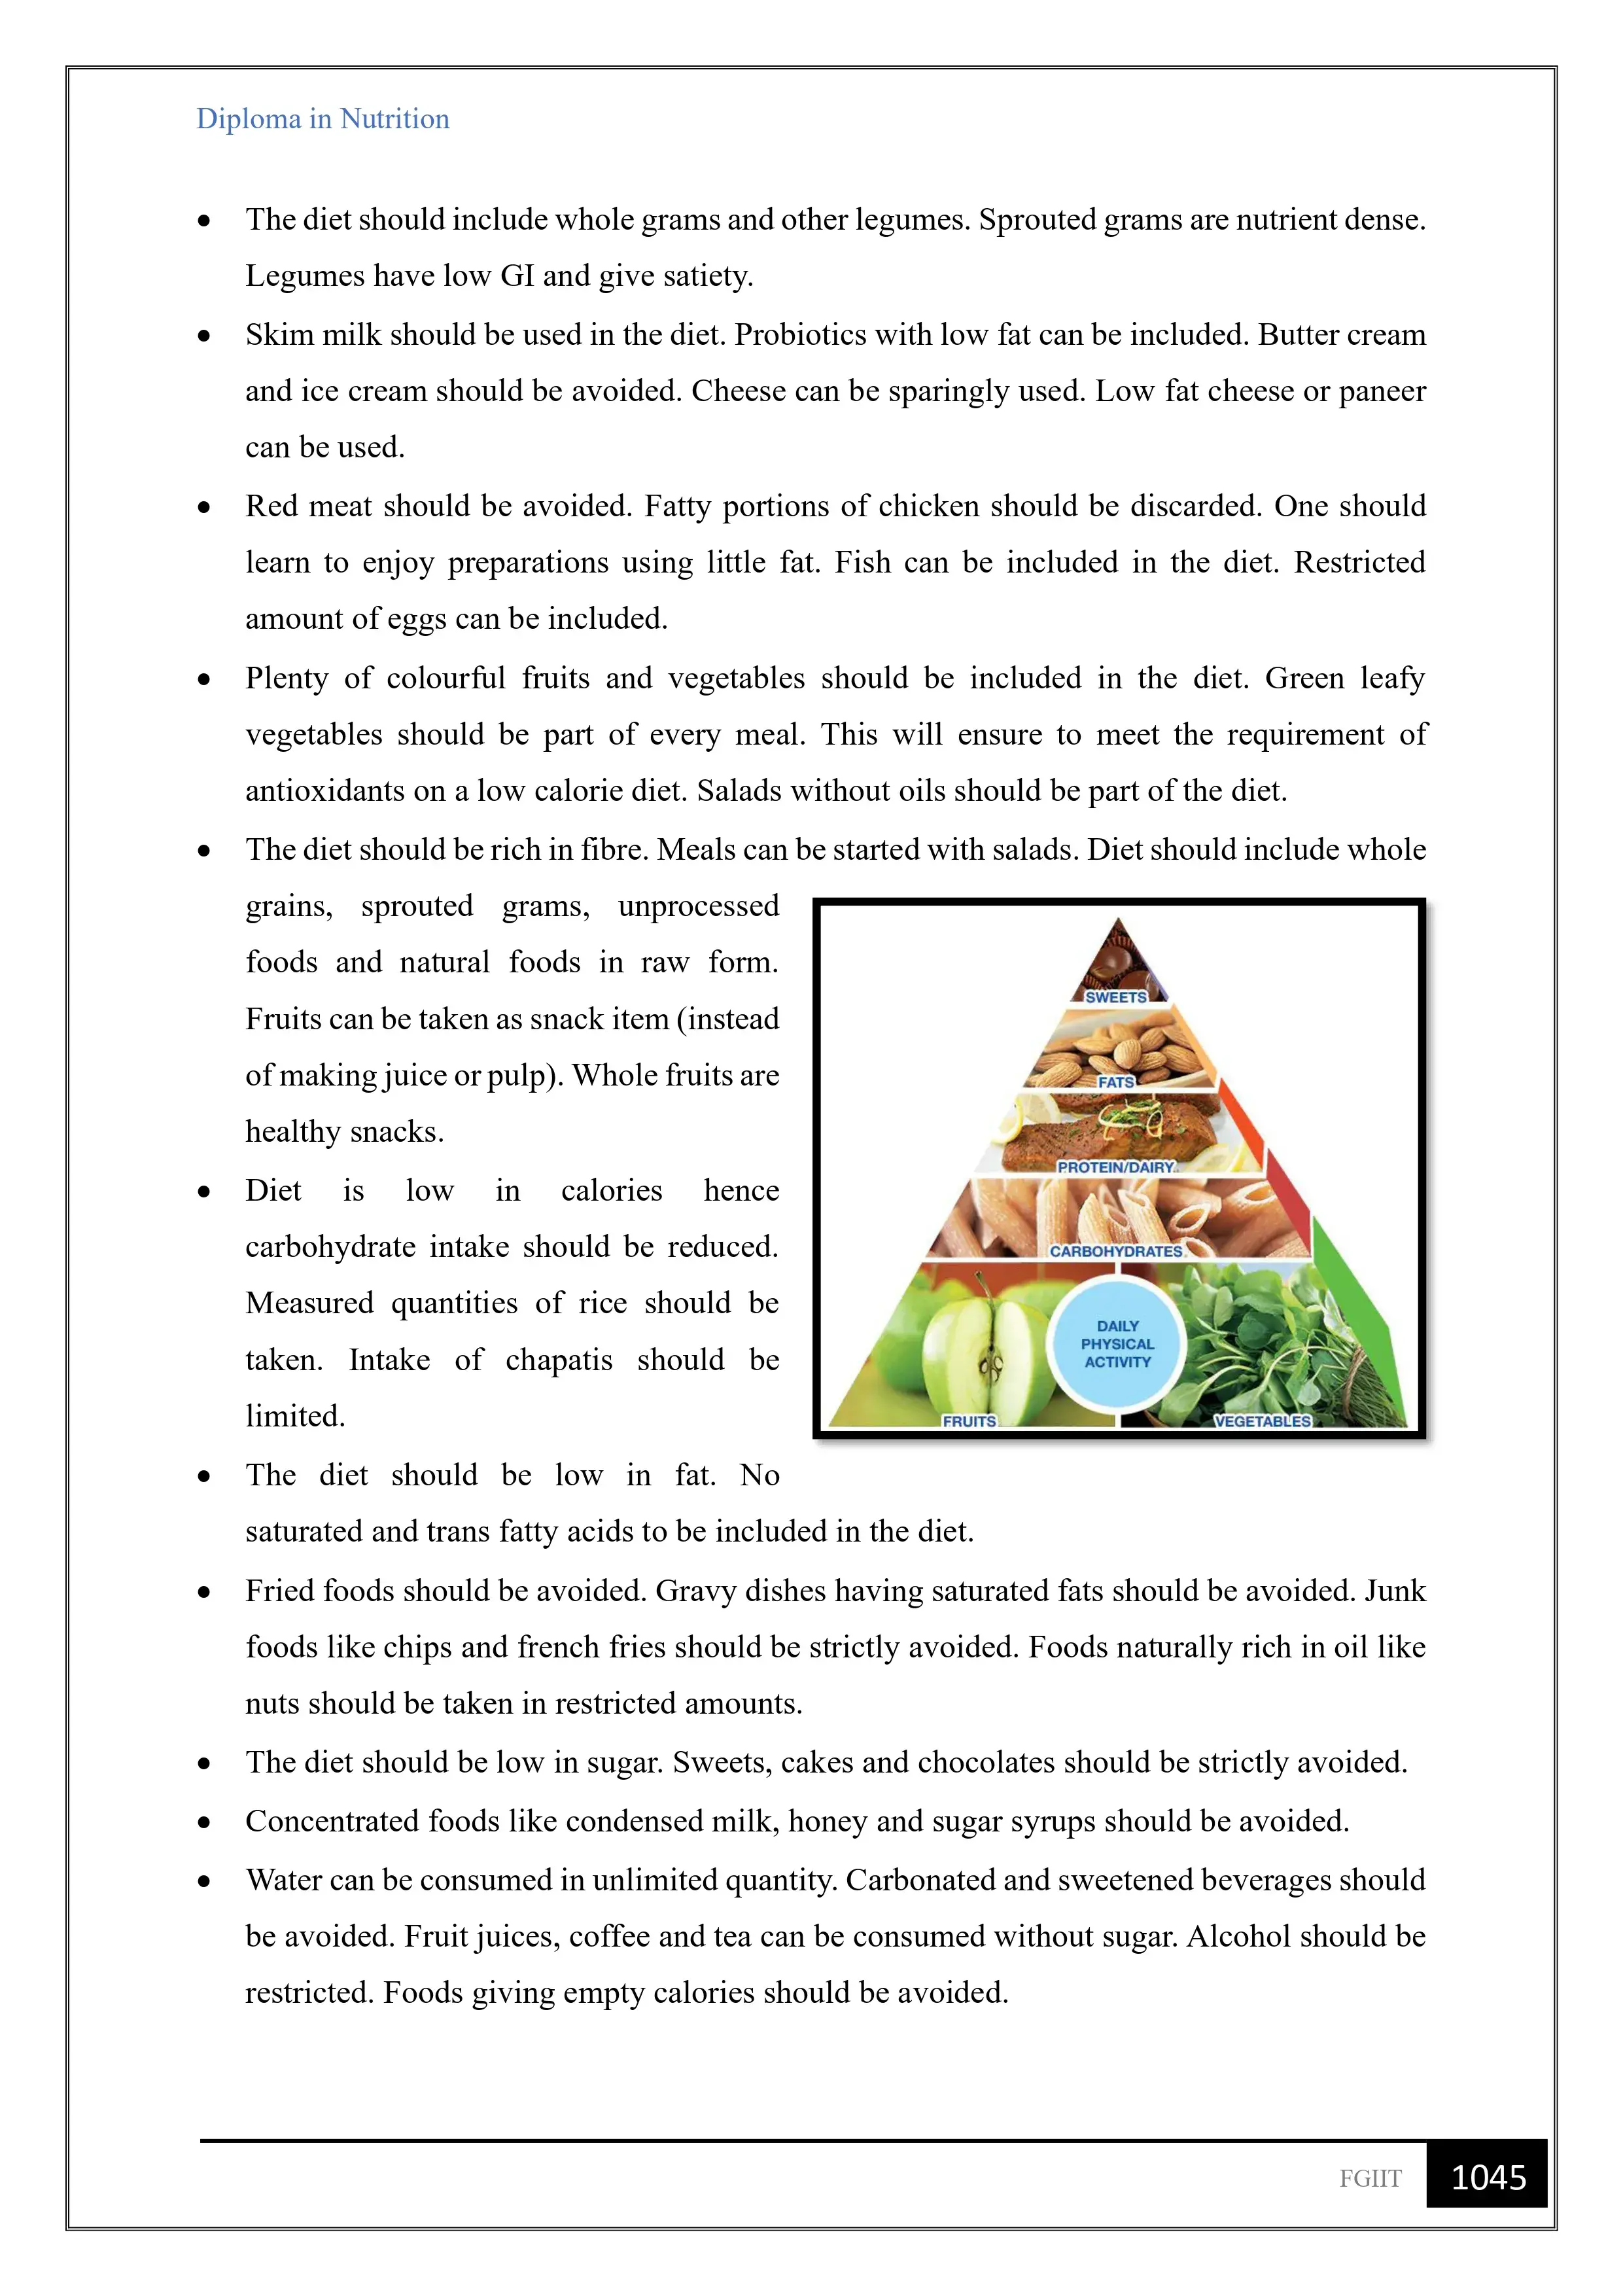 Diploma in Nutrition
• The diet should include whole grams and other legumes. Sprouted grams are nutrient dense.
Legumes have low GI and give satiety.
• Skim milk should be used in the diet. Probiotics with low fat can be included. Butter cream
and ice cream should be avoided. Cheese can be sparingly used. Low fat cheese or paneer
can be used.
• Red meat should be avoided. Fatty portions of chicken should be discarded. One should
learn to enjoy preparations using little fat. Fish can be included in the diet. Restricted
amount of eggs can be included.
• Plenty of colourful fruits and vegetables should be included in the diet. Green leafy
vegetables should be part of every meal. This will ensure to meet the requirement of
antioxidants on a low calorie diet. Salads without oils should be part of the diet.
• The diet should be rich in fibre. Meals can be started with salads. Diet should include whole
grains, sprouted grams, unprocessed
foods and natural foods in raw form.
Fruits can be taken as snack item (instead
of making juice or pulp). Whole fruits are
healthy snacks.
• Diet is low in calories hence
carbohydrate intake should be reduced.
Measured quantities of rice should be
taken. Intake of chapatis should be
limited.
SWEETS
FATS
PROTEIN/DAIRY
CARBOHYDRATES
DAILY
PHYSICAL
ACTIVITY
FRUITS
VEGETABLES
• The diet should be low in fat. No
saturated and trans fatty acids to be included in the diet.
• Fried foods should be avoided. Gravy dishes having saturated fats should be avoided. Junk
foods like chips and french fries should be strictly avoided. Foods naturally rich in oil like
nuts should be taken in restricted amounts.
• The diet should be low in sugar. Sweets, cakes and chocolates should be strictly avoided.
• Concentrated foods like condensed milk, honey and sugar syrups should be avoided.
• Water can be consumed in unlimited quantity. Carbonated and sweetened beverages should
be avoided. Fruit juices, coffee and tea can be consumed without sugar. Alcohol should be
restricted. Foods giving empty calories should be avoided.
FGIIT 1045